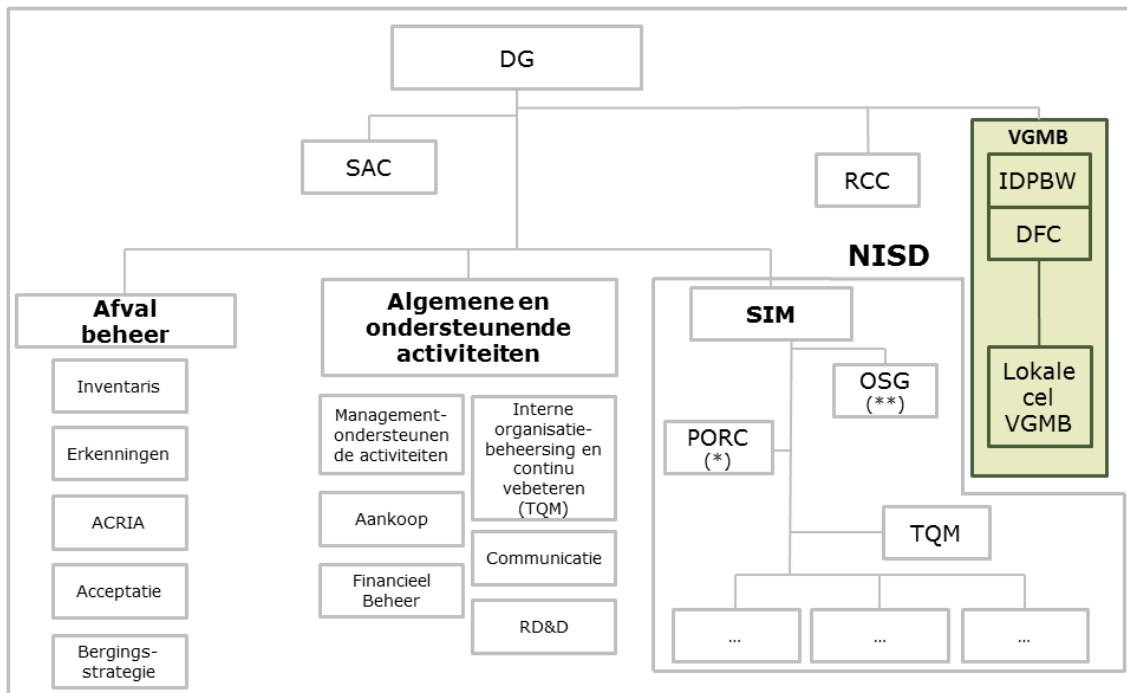 DG
SAC
RCC
VGMB
IDPBW
DFC
Lokale
cel
VGMB
NISD
Afval
beheer
Inventaris
Erkenningen
ACRIA
Acceptatie
Bergings-
strategie
Algemene en
ondersteunende
activiteiten
Management-
ondersteunen
de activiteiten
Aankoop
Financieel
Beheer
Interne
organisatie-
beheersing en
continu
vebeteren
(TQM)
Communicatie
RD&D
SIM
OSG
(**)
PORC
(*)
TQM
...
...
...